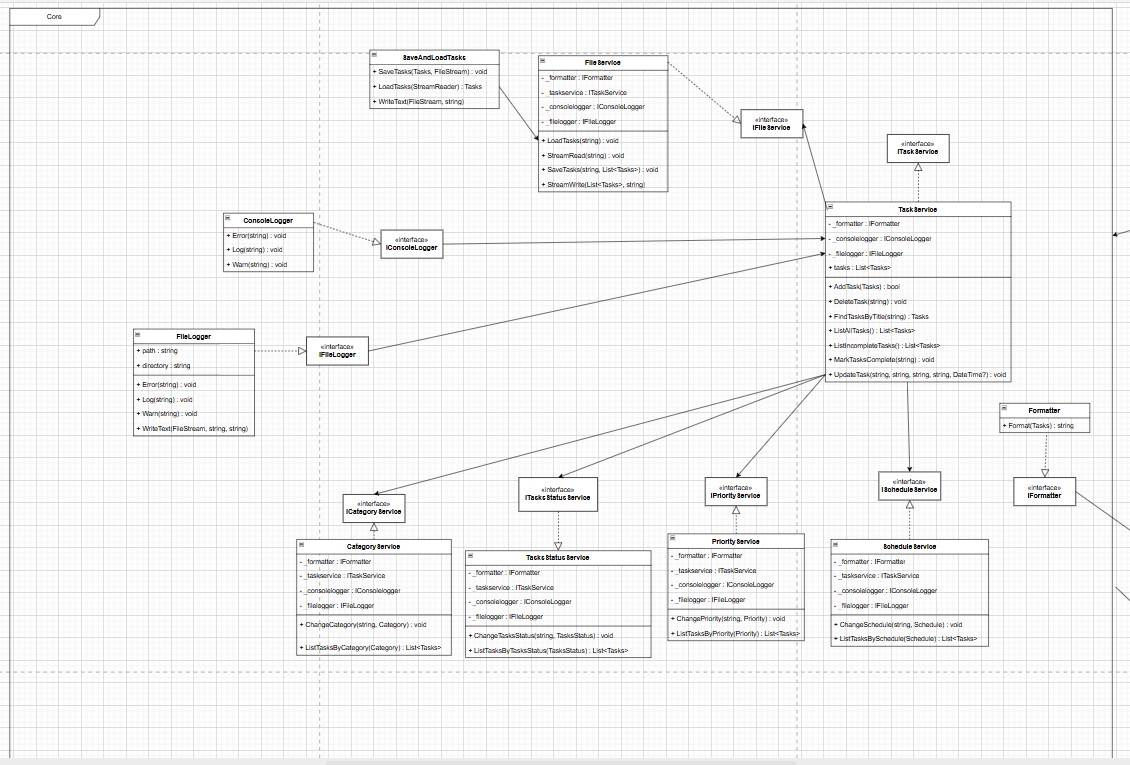 Core
SaveAndLoadTasks
+ SaveTasks(Tasks, FileStream) : void
+ LoadTasks(StreamReader) : Tasks
+ WriteText(FileStream, string)
FileService
- _formatter : IFormatter
- _taskservice : ITaskService
- _consolelogger : IConsoleLogger
- _filelogger : IFileLogger
+ LoadTasks(string) : void
+ StreamRead(string) : void
+ SaveTasks(string, List<Tasks>) : void
+ StreamWrite(List<Tasks>, string)
«interface»
IFileService
«interface»
ITaskService
TaskService
- _formatter : IFormatter
- _consolelogger : IConsoleLogger
- _filelogger : IFileLogger
+ tasks : List<Tasks>
+ AddTask(Tasks) : bool
+ DeleteTask(string) : void
+ FindTasksByTitle(string) : Tasks
+ ListAllTasks() : List<Tasks>
+ ListIncompleteTasks() : List<Tasks>
+ MarkTasksComplete(string) : void
+ UpdateTask(string, string, string, string, DateTime?) : void
ConsoleLogger
+ Error(string) : void
+ Log(string) : void
+ Warn(string) : void
«interface»
IConsoleLogger
FileLogger
+ path : string
+ directory : string
+ Error(string) : void
+ Log(string) : void
+ Warn(string) : void
+ WriteText(FileStream, string, string)
«interface»
IFileLogger
Formatter
+ Format(Tasks) : string
«interface»
IFormatter
«interface»
ICategoryService
«interface»
ITasksStatusService
«interface»
IPriorityService
«interface»
IScheduleService
CategoryService
- _formatter : IFormatter
- _taskservice : ITaskService
- _consolelogger : IConsolelogger
- _filelogger : IFileLogger
+ ChangeCategory(string, Category) : void
+ ListTasksByCategory(Category) : List<Tasks>
TasksStatusService
- _formatter : IFormatter
- _taskservice : ITaskService
- _consolelogger : IConsoleLogger
- _filelogger : IFileLogger
+ ChangeTasksStatus(string, TasksStatus) : void
+ ListTasksByTasksStatus(TasksStatus) : List<Tasks>
PriorityService
- _formatter : IFormatter
- _taskservice : ITaskService
- _consolelogger : IConsoleLogger
- _filelogger : IFileLogger
+ ChangePriority(string, Priority) : void
+ ListTasksByPriority(Priority) : List<Tasks>
ScheduleService
- _formatter : IFormatter
- _taskservice : ITaskService
- _consolelogger : IConsoleLogger
- _filelogger : IFileLogger
+ ChangeSchedule(string, Schedule) : void
+ ListTasksBySchedule(Schedule) : List<Tasks>